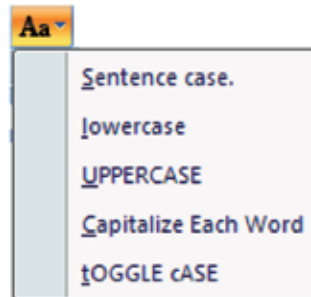 Aa
Sentence case.
lowercase
UPPERCASE
Capitalize Each Word
tOGGLE cASE